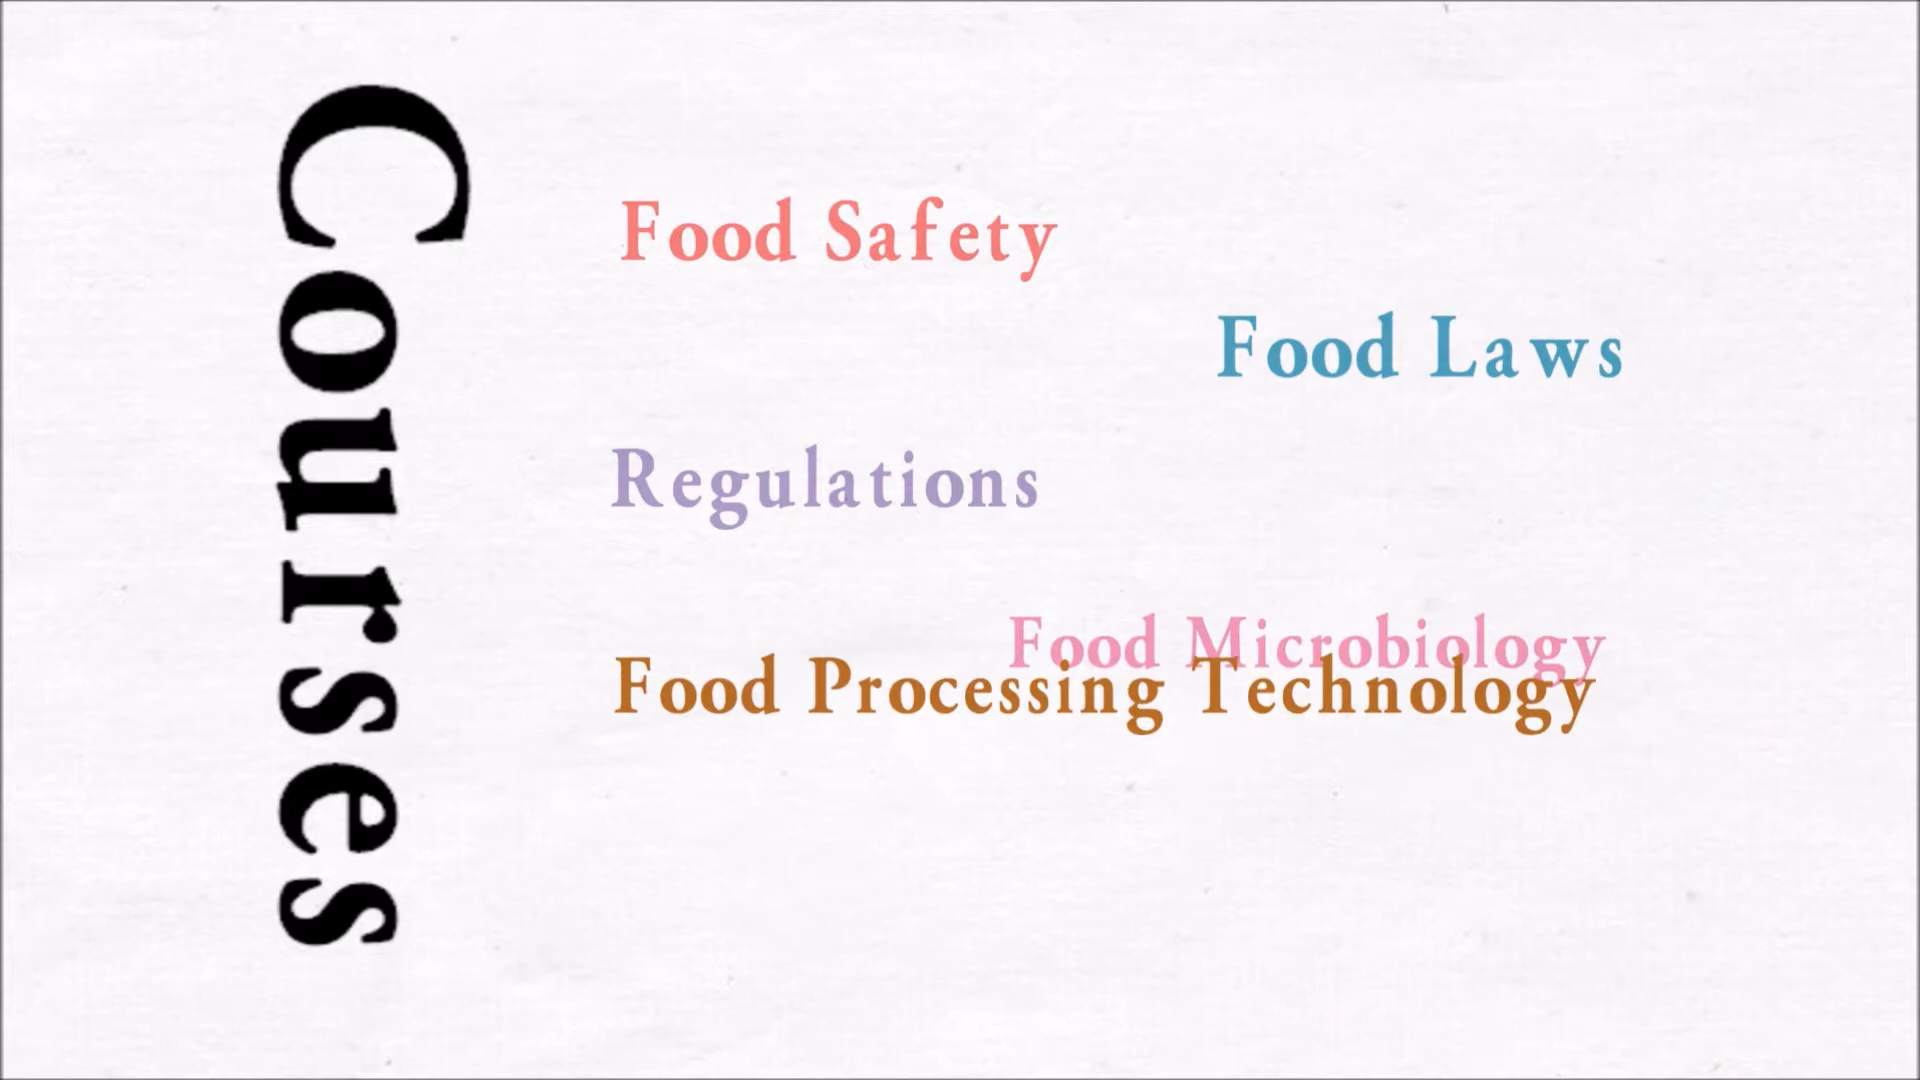 Courses
Food Safety
Food Laws
Regulations
Food Microbiology
Food Processing Technology